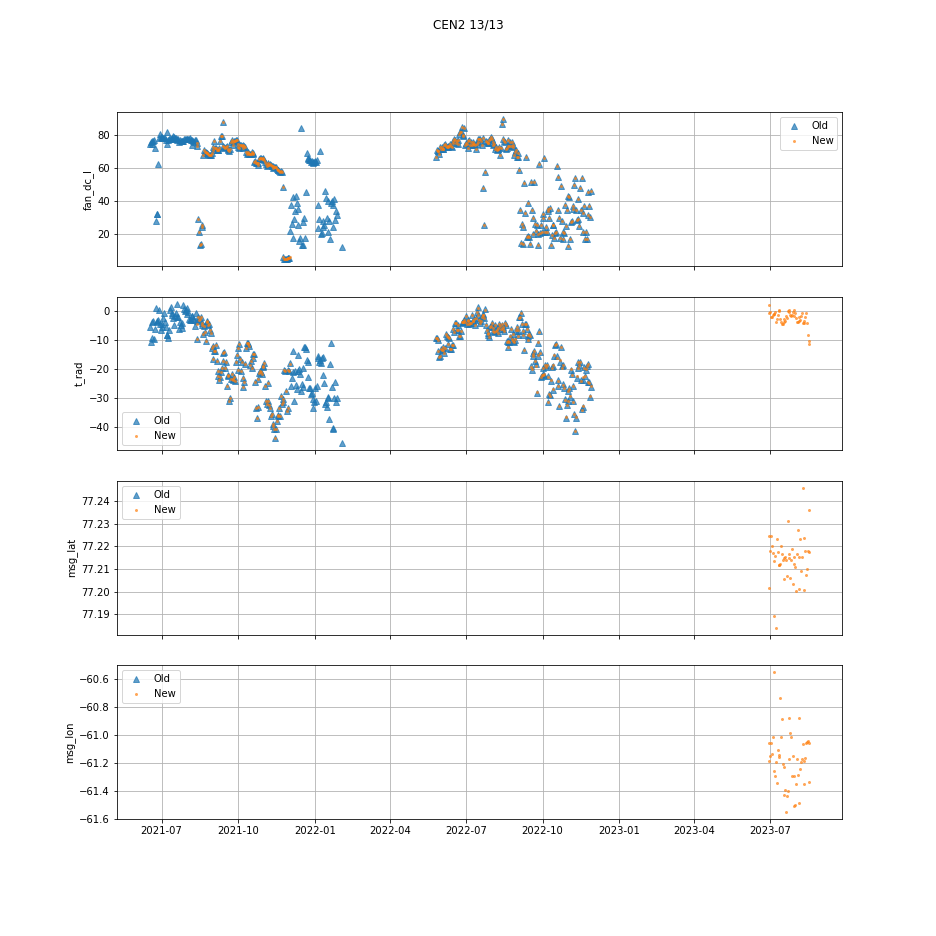 CEN2 13/13
fan_dc_l
80
60
40
20
Old
New
t_rad
0
−10
−20
−30
−40
Old
New
msg_lat
77.24
77.23
77.22
77.21
77.20
77.19
Old
New
msg_lon
−60.6
−60.8
−61.0
−61.2
−61.4
−61.6
Old
New
2021-07 2021-10 2022-01 2022-04 2022-07 2022-10 2023-01 2023-04 2023-07